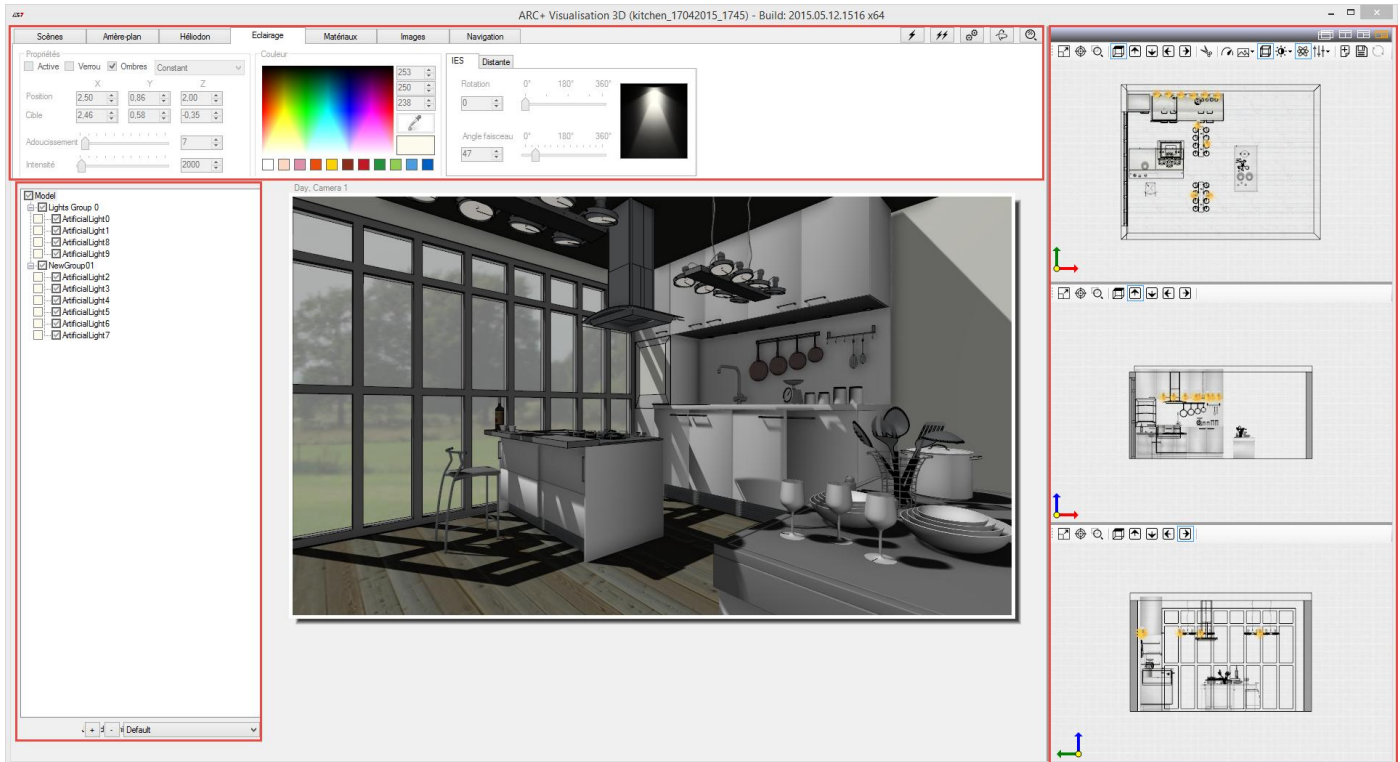 ARC+ Visualisation 3D (kitchen_17042015_1745) - Build: 2015.05.12.1516 x64
Scènes Arrière-plan Héliodon Eclairage Matériaux Images Navigation
Propriétés
Active Verrou Ombres Constant
X Y Z
Position 2,50 0,86 2,00
Cible 2,46 0,58 -0,35
Adoucissement 7
Intensité 2000
Couleur
253
250
238
IES Distante
Rotation 0° 180° 360°
0
Angle faisceau 0° 180° 360°
47
Model
Lights Group 0
ArtificialLight0
ArtificialLight1
ArtificialLight8
ArtificialLight9
NewGroup01
ArtificialLight2
ArtificialLight3
ArtificialLight4
ArtificialLight5
ArtificialLight6
ArtificialLight7
+ - Default
Day, Camera 1